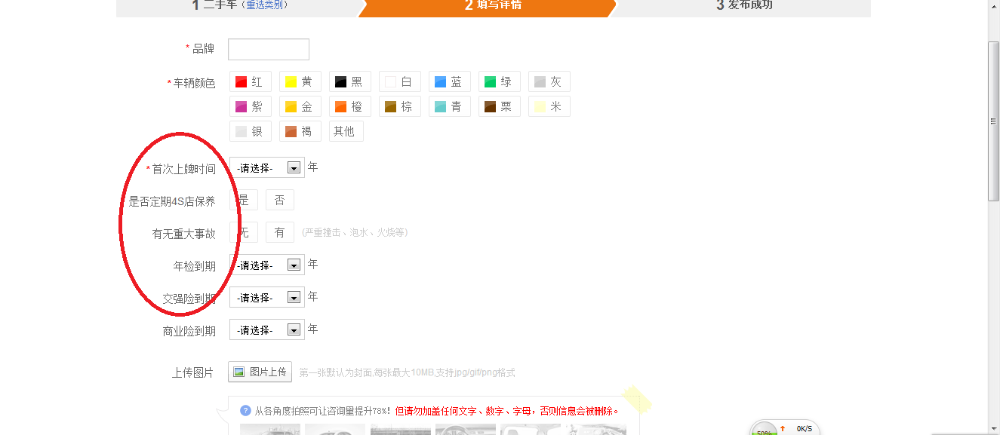 1 二手车（重选类别） 2 填写详情 3 发布成功
* 品牌
* 车辆颜色 红 黄 黑 白 蓝 绿 灰
紫 金 橙 棕 青 栗 米
银 褐 其他
* 首次上牌时间 -请选择- 年
是否定期4S店保养 是 否
有无重大事故 无 有 (严重撞击、泡水、火烧等)
年检到期 -请选择- 年
交强险到期 -请选择- 年
商业险到期 -请选择- 年
上传图片 图片上传 第一张默认为封面,每张最大10MB,支持jpg/gif/png格式
? 从各角度拍照可让咨询量提升78%！但请勿加盖任何文字、数字、字母，否则信息会被删除。
50% 0K/S